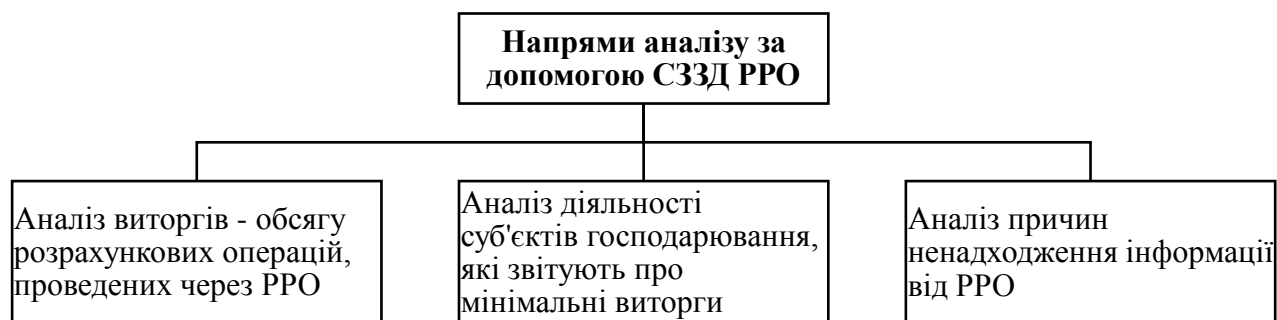 Напрями аналізу за
допомогою СЗЗД РРО
Аналіз виторгів - обсягу
розрахункових операцій,
проведених через РРО
Аналіз діяльності
суб'єктів господарювання,
які звітують про
мінімальні виторги
Аналіз причин
ненадходження інформації
від РРО